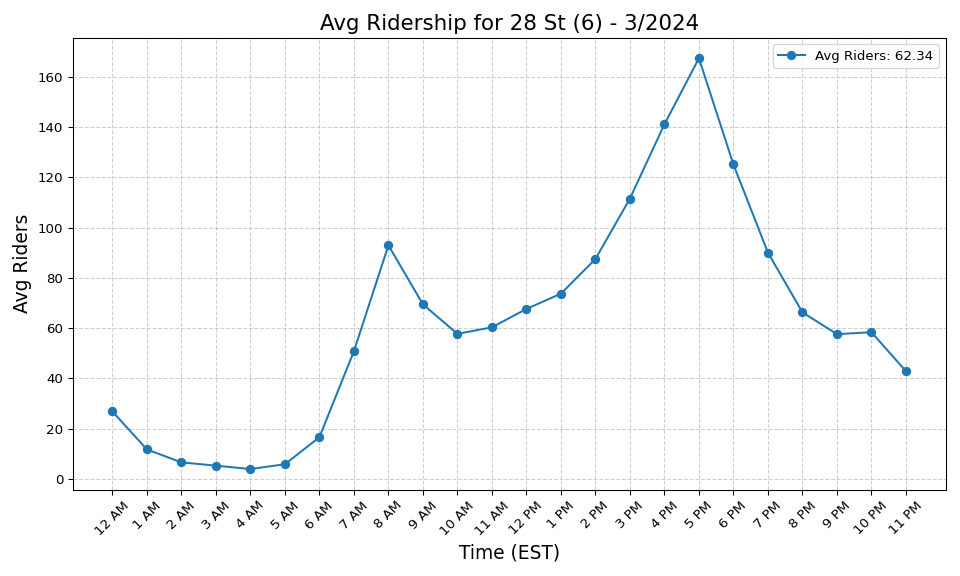 Avg Ridership for 28 St (6) - 3/2024
Avg Riders: 62.34
Avg Riders
160
140
120
100
80
60
40
20
0
12 AM 1 AM 2 AM 3 AM 4 AM 5 AM 6 AM 7 AM 8 AM 9 AM 10 AM 11 AM 12 PM 1 PM 2 PM 3 PM 4 PM 5 PM 6 PM 7 PM 8 PM 9 PM 10 PM 11 PM
Time (EST)